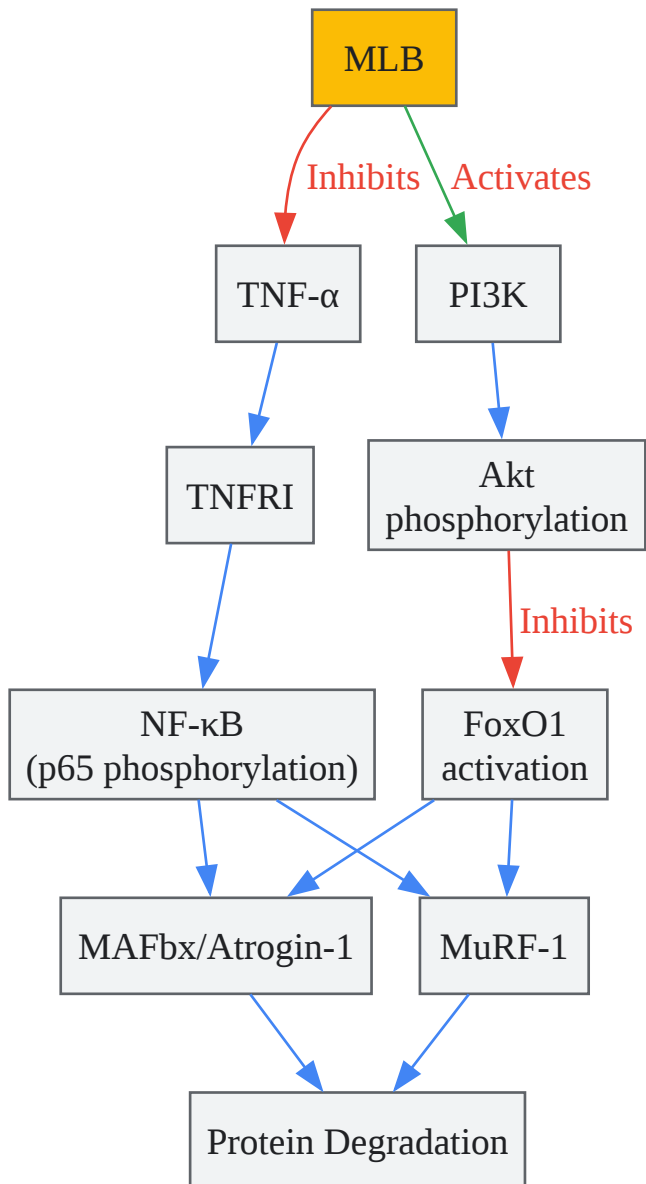 MLB
Inhibits
Activates
TNF-α
PI3K
TNFRI
Akt
phosphorylation
Inhibits
NF-κB
(p65 phosphorylation)
FoxO1
activation
MAFbx/Atrogin-1
MuRF-1
Protein Degradation